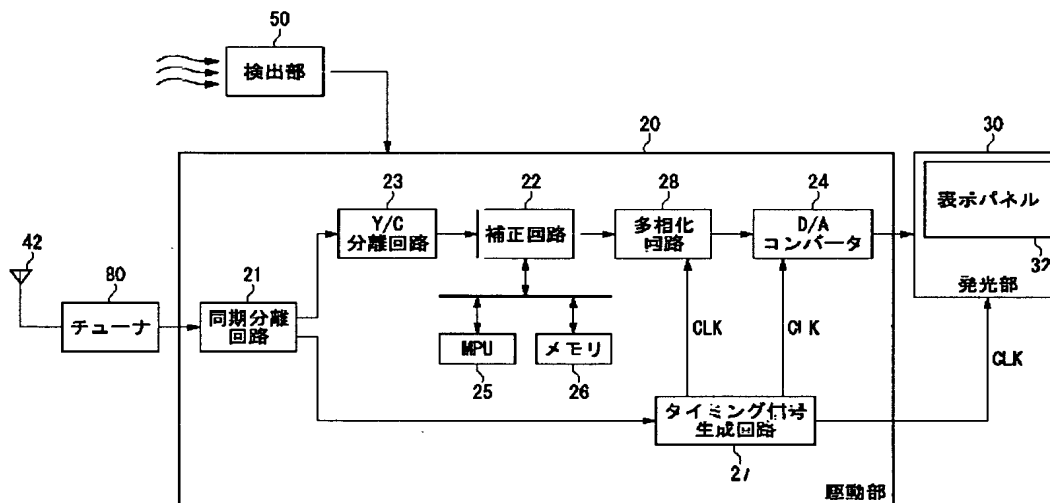 50
検出部
20
30
23
22
28
24
表示パネル
Y/C
分離回路
補正回路
多相化
回路
D/A
コンバータ
42
32
80
21
発光部
チューナ
同期分離
回路
CLK
CLK
CLK
MPU
メモリ
25
26
タイミング信号
生成回路
27
駆動部